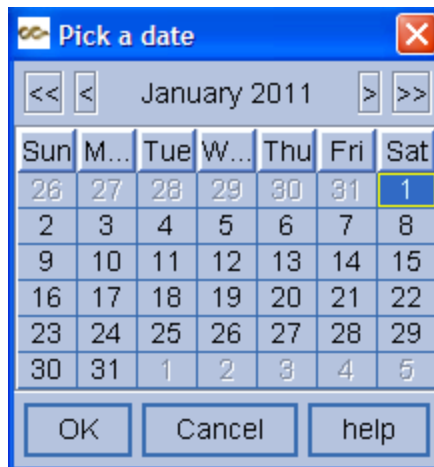 Pick a date
<< < January 2011 > >>
Sun M... Tue W... Thu Fri Sat
26 27 28 29 30 31 1
2 3 4 5 6 7 8
9 10 11 12 13 14 15
16 17 18 19 20 21 22
23 24 25 26 27 28 29
30 31 1 2 3 4 5
OK Cancel help